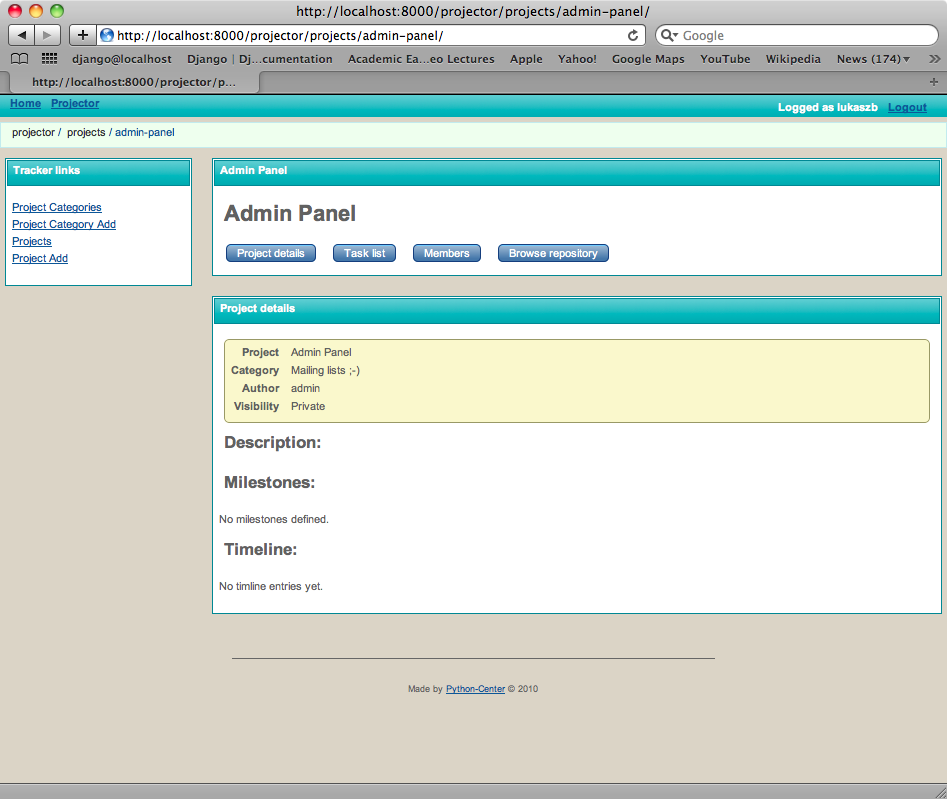 http://localhost:8000/projector/projects/admin-panel/
http://localhost:8000/projector/projects/admin-panel/
Google
django@localhost Django | Dj...cumentation Academic Ea...eo Lectures Apple Yahoo! Google Maps YouTube Wikipedia News (174)
http://localhost:8000/projector/p...
Home Projector
Logged as lukaszb Logout
projector / projects / admin-panel
Tracker links
Project Categories
Project Category Add
Projects
Project Add
Admin Panel
Admin Panel
Project details Task list Members Browse repository
Project details
Project Admin Panel
Category Mailing lists ;-)
Author admin
Visibility Private
Description:
Milestones:
No milestones defined.
Timeline:
No timline entries yet.
Made by Python-Center © 2010